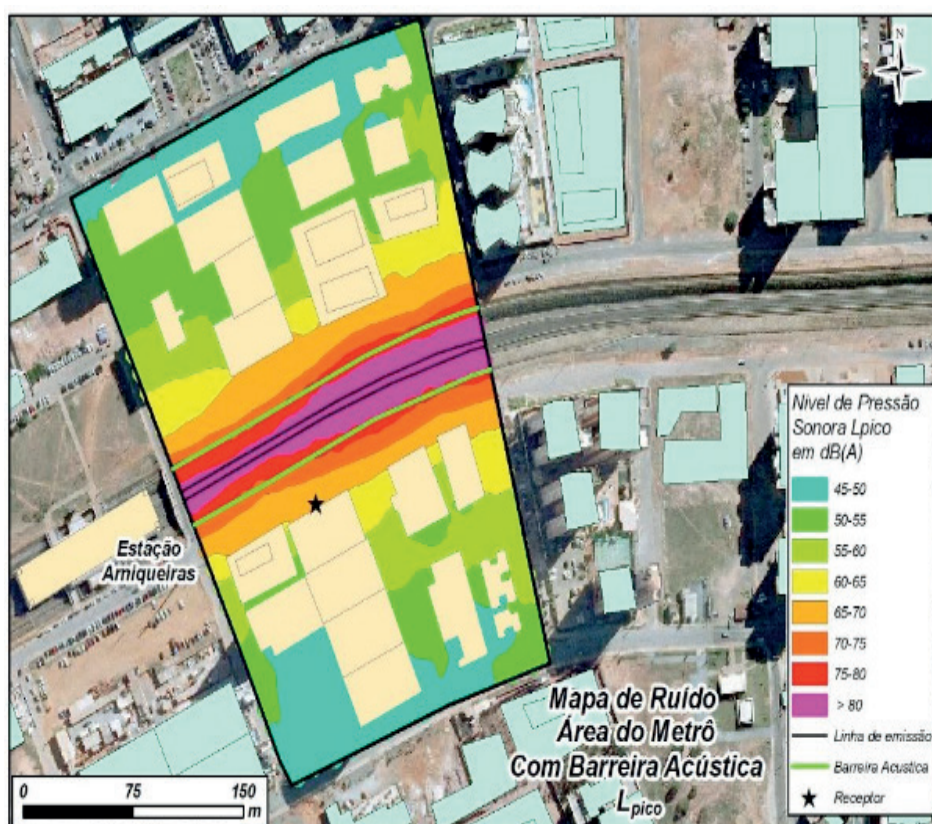 N
Nivel de Pressão
Sonora Lpico
em dB(A)
45-50
50-55
55-60
60-65
65-70
70-75
75-80
> 80
Linha de emissão
Barreira Acustica
Receptor
Estação
Arniqueiras
Mapa de Ruído
Área do Metrô
Com Barreira Acústica
Lpico
0 75 150
m